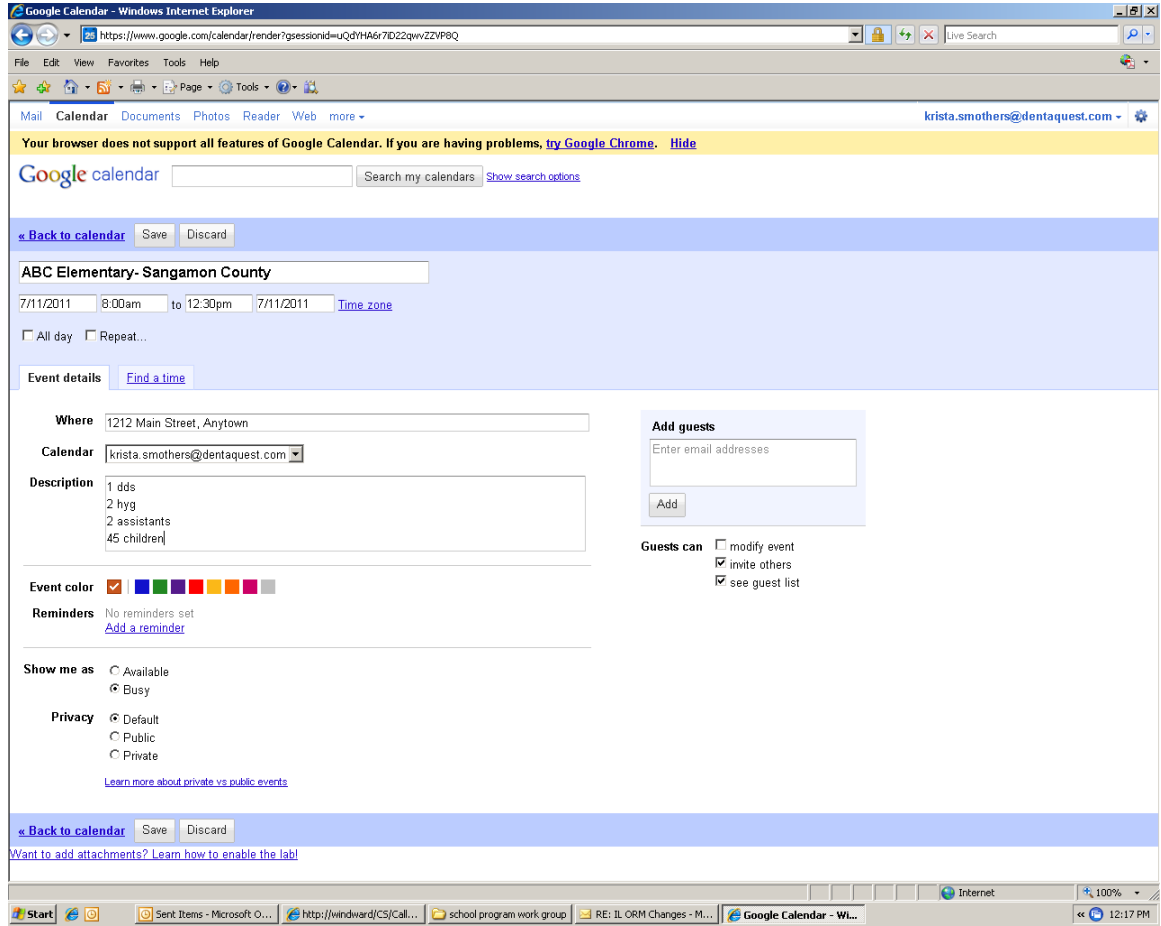 Google Calendar - Windows Internet Explorer
https://www.google.com/calendar/render?gsessionid=uQdYHA6r7iD22qwvZZVP8Q
Live Search
File Edit View Favorites Tools Help
Page Tools
Mail Calendar Documents Photos Reader Web more
krista.smothers@dentaquest.com
Your browser does not support all features of Google Calendar. If you are having problems, try Google Chrome. Hide
Google calendar Search my calendars Show search options
« Back to calendar Save Discard
ABC Elementary- Sangamon County
7/11/2011 8:00am to 12:30pm 7/11/2011 Time zone
All day Repeat...
Event details Find a time
Where 1212 Main Street, Anytown
Calendar krista.smothers@dentaquest.com
Description 1 dds
2 hyg
2 assistants
45 children
Event color
Reminders No reminders set
Add a reminder
Show me as Available
Busy
Privacy Default
Public
Private
Learn more about private vs public events
Add guests
Enter email addresses
Add
Guests can modify event
invite others
see guest list
« Back to calendar Save Discard
Want to add attachments? Learn how to enable the lab!
Internet 100%
Start Sent Items - Microsoft O... http://windward/CS/Call... school program work group RE: IL ORM Changes - M... Google Calendar - Wi... « 12:17 PM